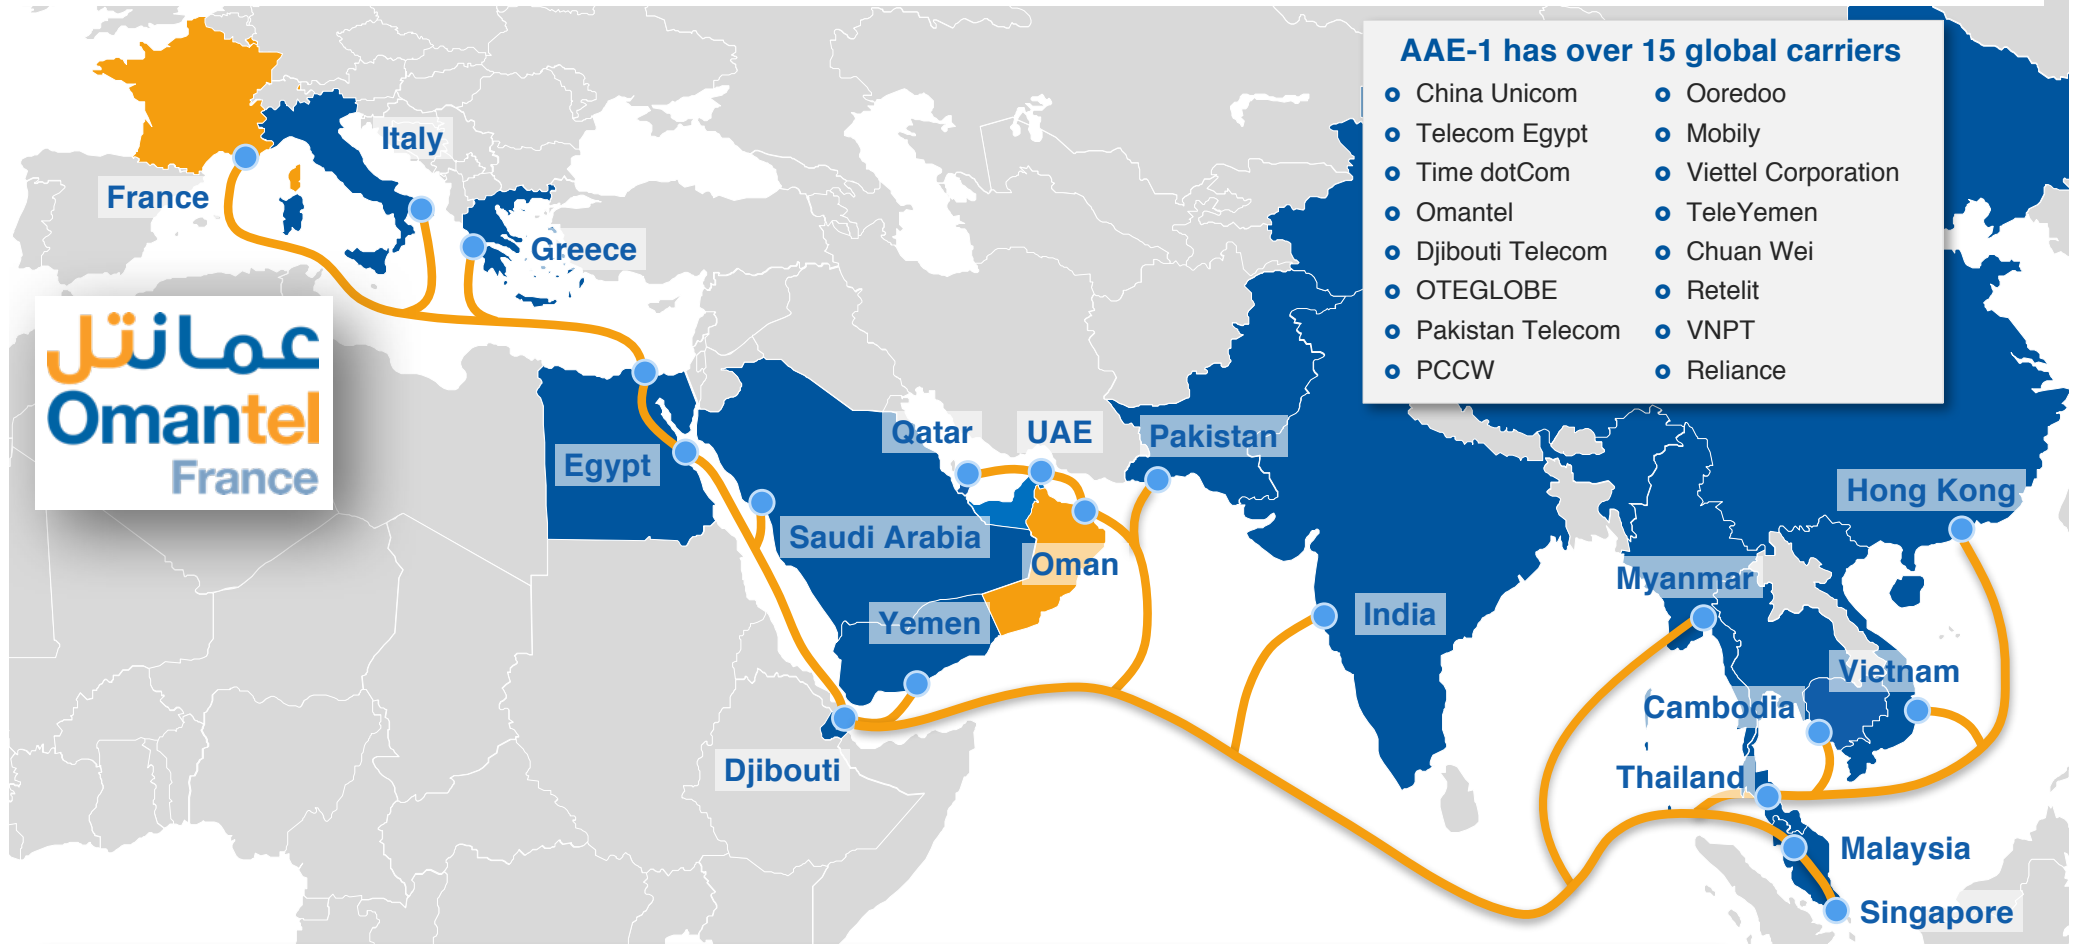 AAE-1 has over 15 global carriers
China Unicom
Telecom Egypt
Time dotCom
Omantel
Djibouti Telecom
OTEGLOBE
Pakistan Telecom
PCCW
Ooredoo
Mobily
Viettel Corporation
TeleYemen
Chuan Wei
Retelit
VNPT
Reliance
Italy
France
Greece
عمانتل
Omantel
France
Qatar
UAE
Pakistan
Egypt
Hong Kong
Saudi Arabia
Oman
Myanmar
Yemen
India
Vietnam
Cambodia
Djibouti
Thailand
Malaysia
Singapore